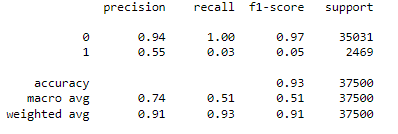 precision recall f1-score support
0 0.94 1.00 0.97 35031
1 0.55 0.03 0.05 2469
accuracy 0.93 37500
macro avg 0.74 0.51 0.51 37500
weighted avg 0.91 0.93 0.91 37500